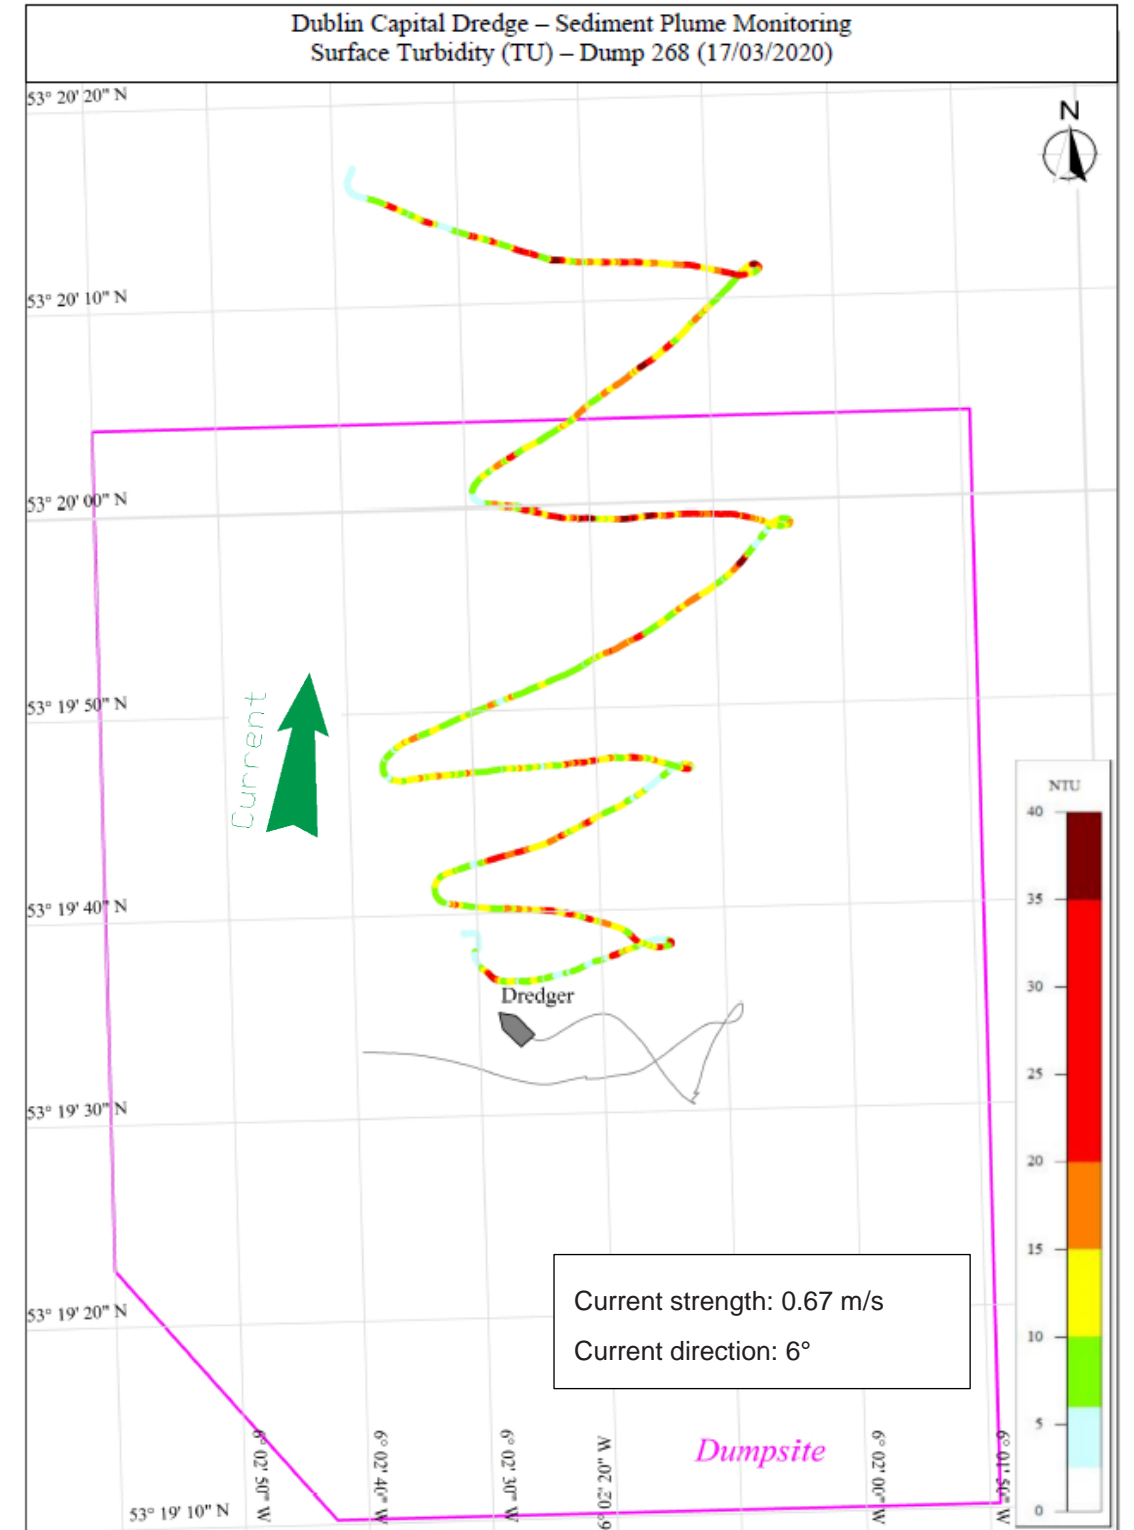 Dublin Capital Dredge – Sediment Plume Monitoring
Surface Turbidity (TU) – Dump 268 (17/03/2020)
53° 20' 20" N
N
53° 20' 10" N
53° 20' 00" N
53° 19' 50" N
Current
NTU
40
35
53° 19' 40" N
30
Dredger
25
53° 19' 30" N
20
15
Current strength: 0.67 m/s
53° 19' 20" N
10
Current direction: 6°
5
6° 02' 50" W
6° 02' 40" W
6° 02' 30" W
6° 02' 20" W
Dumpsite
6° 02' 00" W
6° 01' 50" W
53° 19' 10" N
0